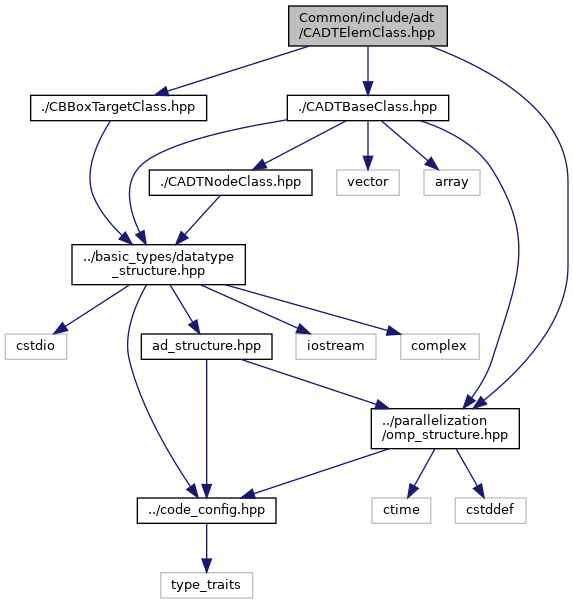 Common/include/adt
/CADTElemClass.hpp
./CBBoxTargetClass.hpp
./CADTBaseClass.hpp
./CADTNodeClass.hpp
vector
array
../basic_types/datatype
_structure.hpp
cstdio
ad_structure.hpp
iostream
complex
../parallelization
/omp_structure.hpp
../code_config.hpp
ctime
cstddef
type_traits